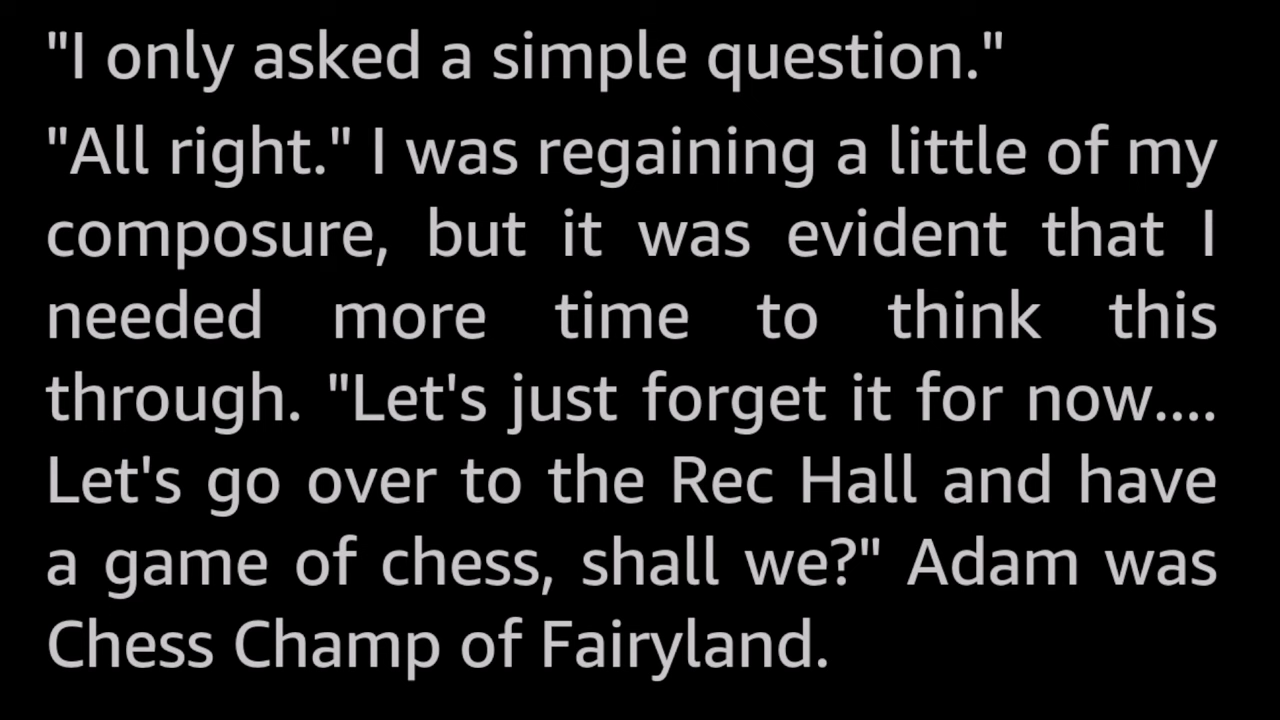 "I only asked a simple question."
"All right." I was regaining a little of my
composure, but it was evident that I
needed more time to think this
through. "Let's just forget it for now....
Let's go over to the Rec Hall and have
a game of chess, shall we?" Adam was
Chess Champ of Fairyland.